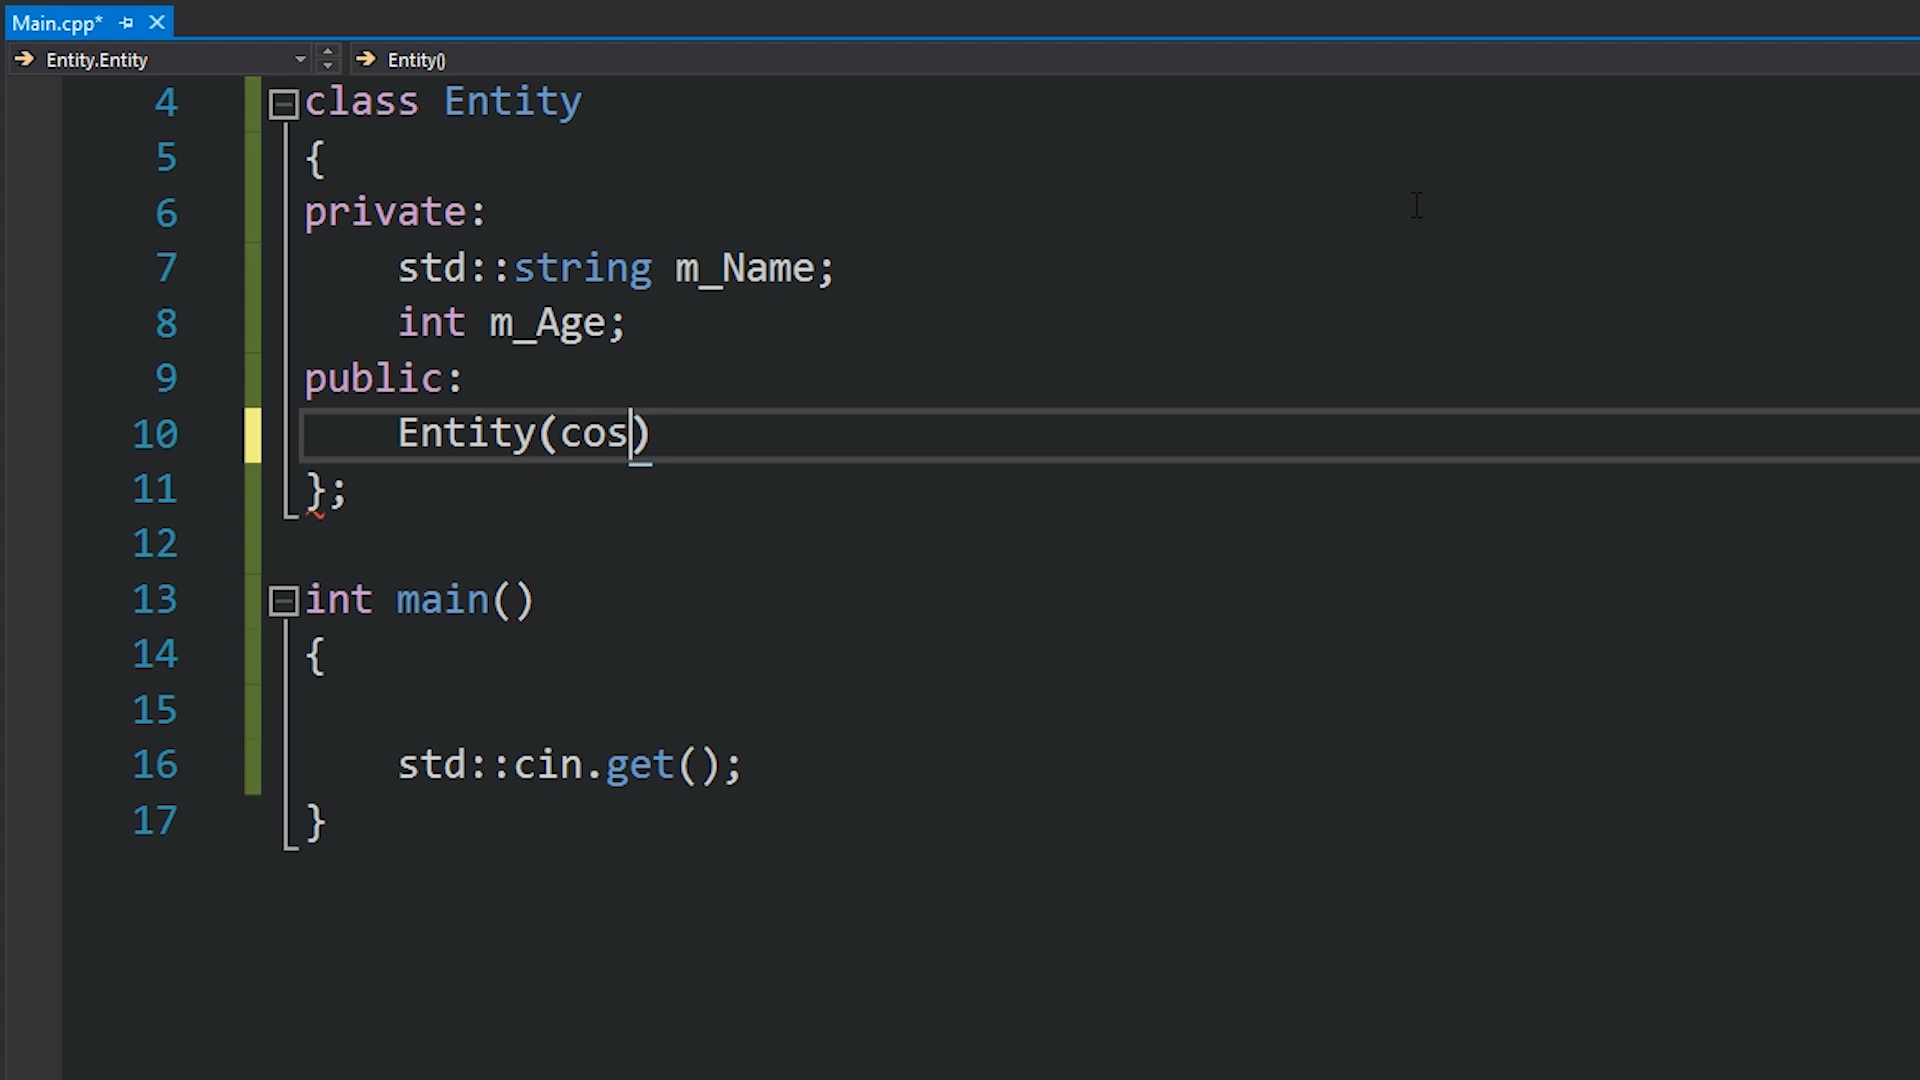 Main.cpp*
Entity.Entity Entity()
4 class Entity
5 {
6 private:
7 std::string m_Name;
8 int m_Age;
9 public:
10 Entity(cos)
11 };
12
13 int main()
14 {
15
16 std::cin.get();
17 }